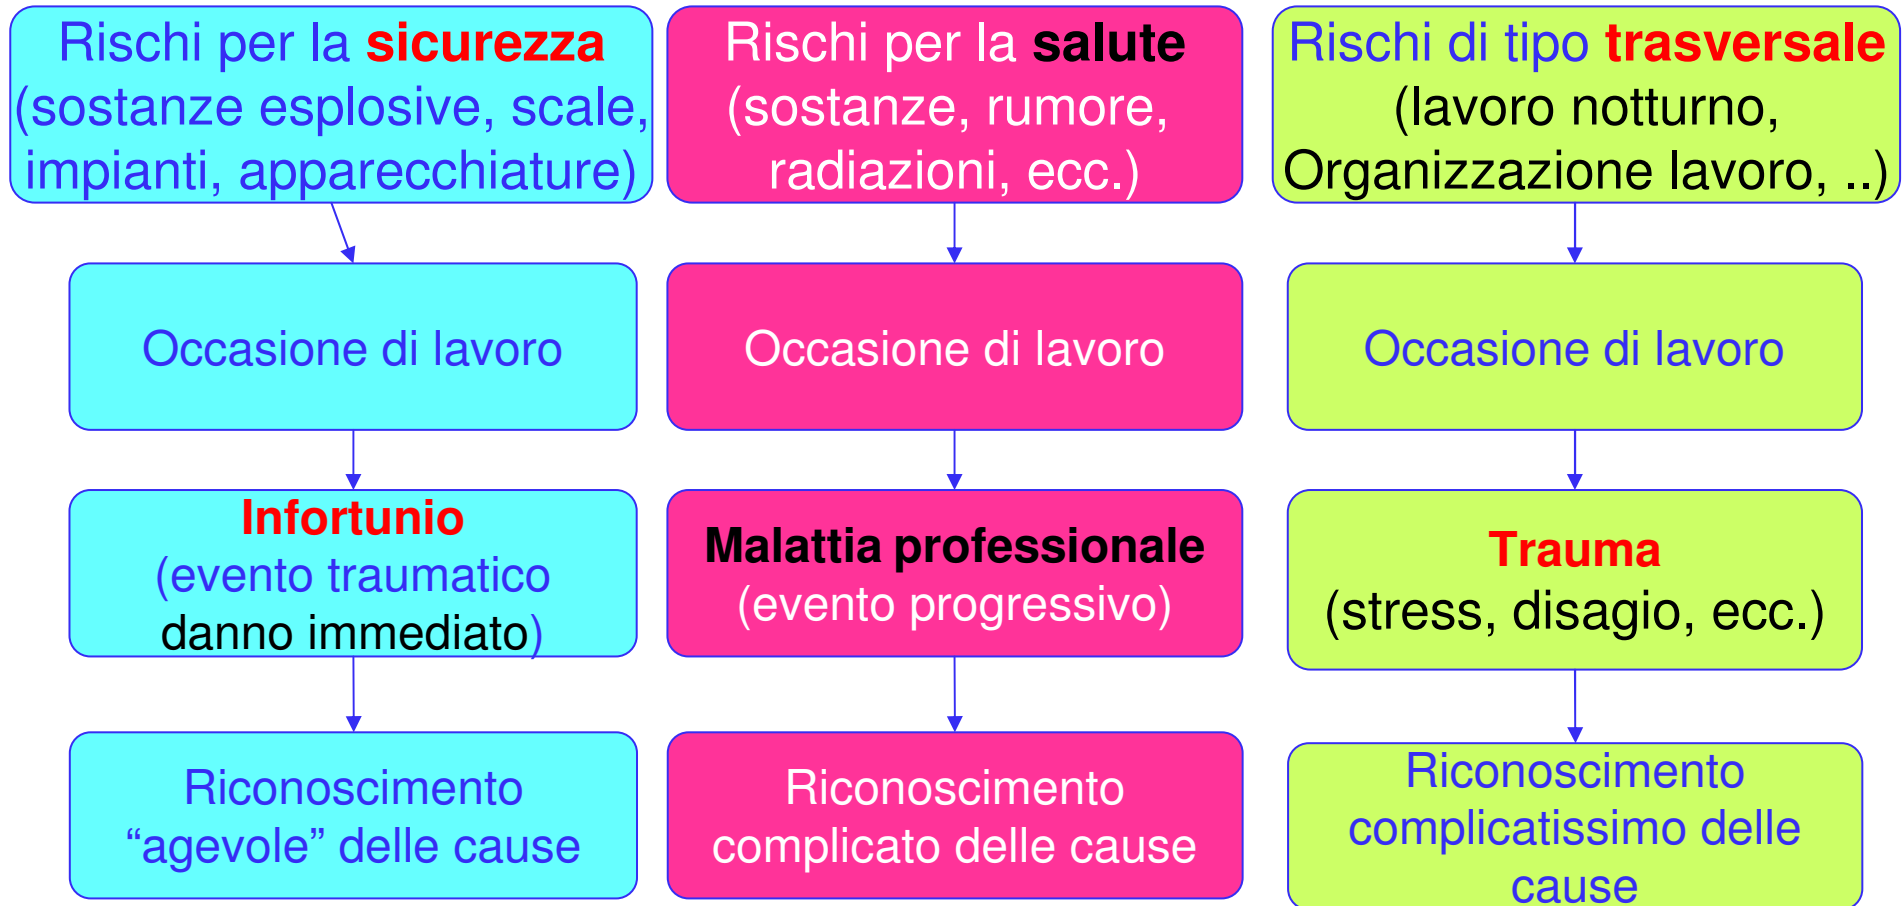 Rischi per la sicurezza
(sostanze esplosive, scale,
impianti, apparecchiature)
Occasione di lavoro
Infortunio
(evento traumatico
danno immediato)
Riconoscimento
“agevole” delle cause
Rischi per la salute
(sostanze, rumore,
radiazioni, ecc.)
Occasione di lavoro
Malattia professionale
(evento progressivo)
Riconoscimento
complicato delle cause
Rischi di tipo trasversale
(lavoro notturno,
Organizzazione lavoro, ..)
Occasione di lavoro
Trauma
(stress, disagio, ecc.)
Riconoscimento
complicatissimo delle
cause